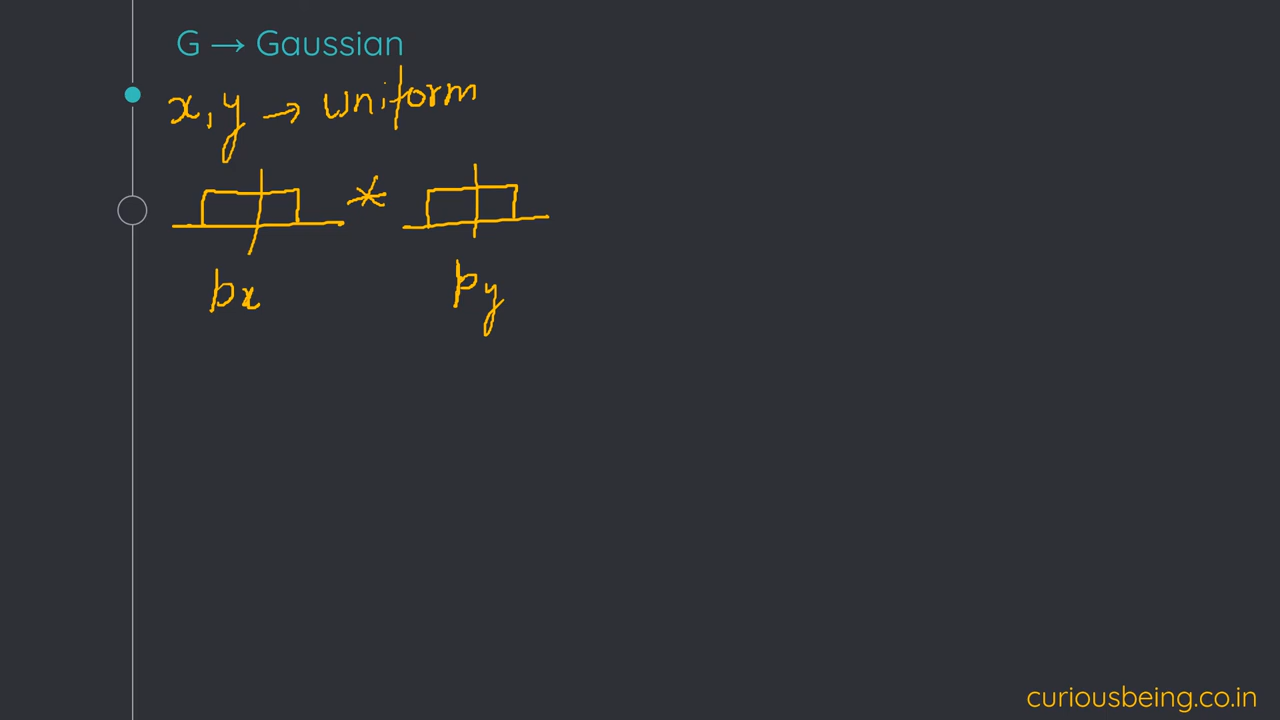 G → Gaussian
x, y → uniform
*
px py
curiousbeing.co.in